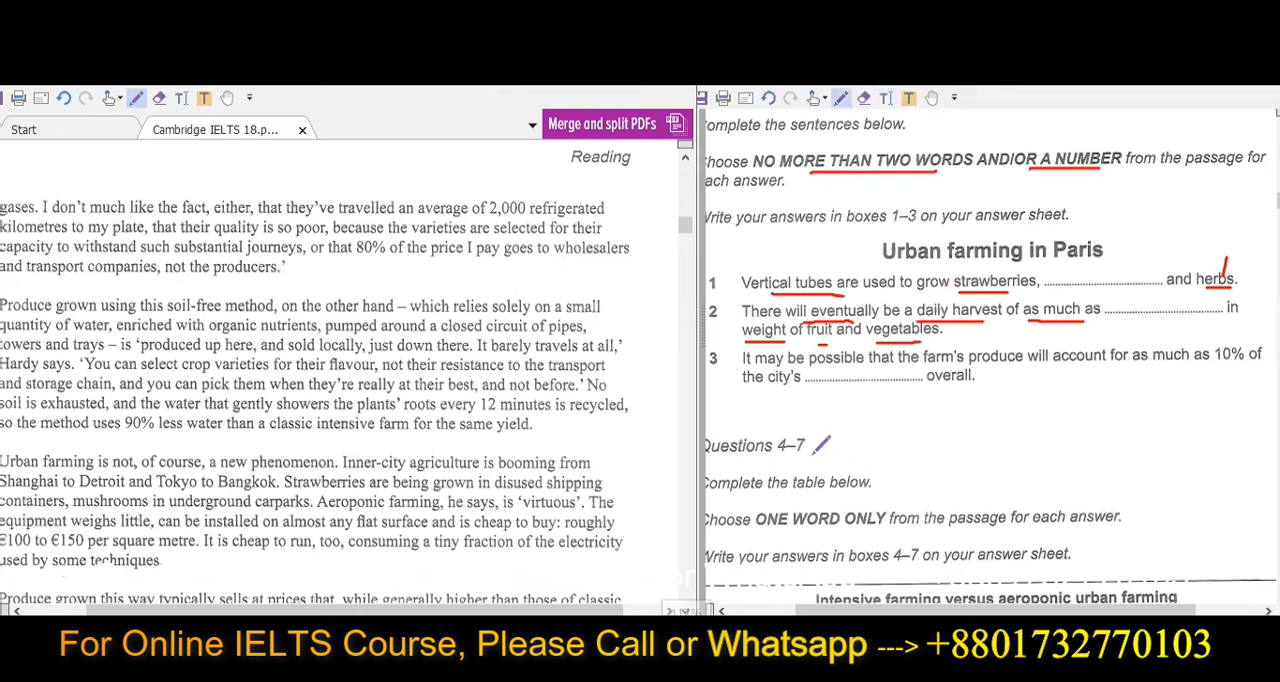 Start
Cambridge IELTS 18.p...
Merge and split PDFs
Reading
gases. I don't much like the fact, either, that they've travelled an average of 2,000 refrigerated
kilometres to my plate, that their quality is so poor, because the varieties are selected for their
capacity to withstand such substantial journeys, or that 80% of the price I pay goes to wholesalers
and transport companies, not the producers.'
Produce grown using this soil-free method, on the other hand – which relies solely on a small
quantity of water, enriched with organic nutrients, pumped around a closed circuit of pipes,
towers and trays – is 'produced up here, and sold locally, just down there. It barely travels at all,'
Hardy says. 'You can select crop varieties for their flavour, not their resistance to the transport
and storage chain, and you can pick them when they're really at their best, and not before.' No
soil is exhausted, and the water that gently showers the plants' roots every 12 minutes is recycled,
so the method uses 90% less water than a classic intensive farm for the same yield.
Urban farming is not, of course, a new phenomenon. Inner-city agriculture is booming from
Shanghai to Detroit and Tokyo to Bangkok. Strawberries are being grown in disused shipping
containers, mushrooms in underground carparks. Aeroponic farming, he says, is 'virtuous'. The
equipment weighs little, can be installed on almost any flat surface and is cheap to buy: roughly
€100 to €150 per square metre. It is cheap to run, too, consuming a tiny fraction of the electricity
used by some techniques
Produce grown this way typically sells at prices that, while generally higher than those of classic
omplete the sentences below.
hoose NO MORE THAN TWO WORDS AND/OR A NUMBER from the passage for
ach answer.
Write your answers in boxes 1–3 on your answer sheet.
Urban farming in Paris
1 Vertical tubes are used to grow strawberries, .............................. and herbs.
2 There will eventually be a daily harvest of as much as .............................. in
weight of fruit and vegetables.
3 It may be possible that the farm's produce will account for as much as 10% of
the city's .............................. overall.
Questions 4–7
omplete the table below.
hoose ONE WORD ONLY from the passage for each answer.
Write your answers in boxes 4–7 on your answer sheet.
Intensive farming versus aeroponic urban farming
For Online IELTS Course, Please Call or Whatsapp ---> +8801732770103